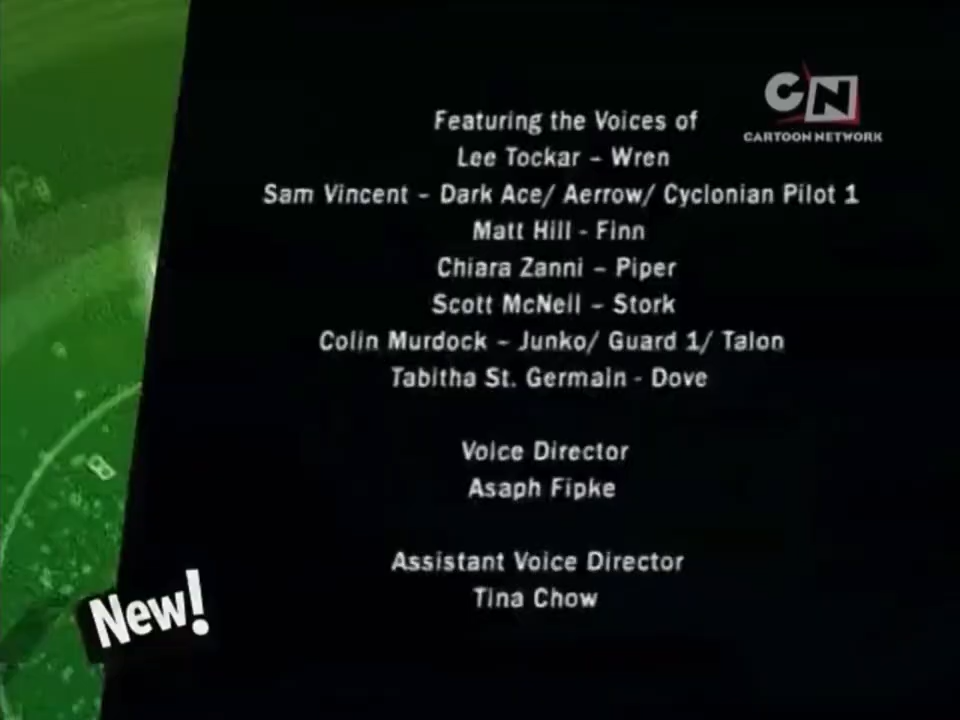 CN
CARTOON NETWORK
Featuring the Voices of
Lee Tockar – Wren
Sam Vincent – Dark Ace/ Aerrow/ Cyclonian Pilot 1
Matt Hill - Finn
Chiara Zanni – Piper
Scott McNeil – Stork
Colin Murdock – Junko/ Guard 1/ Talon
Tabitha St. Germain - Dove
Voice Director
Asaph Fipke
Assistant Voice Director
Tina Chow
New!